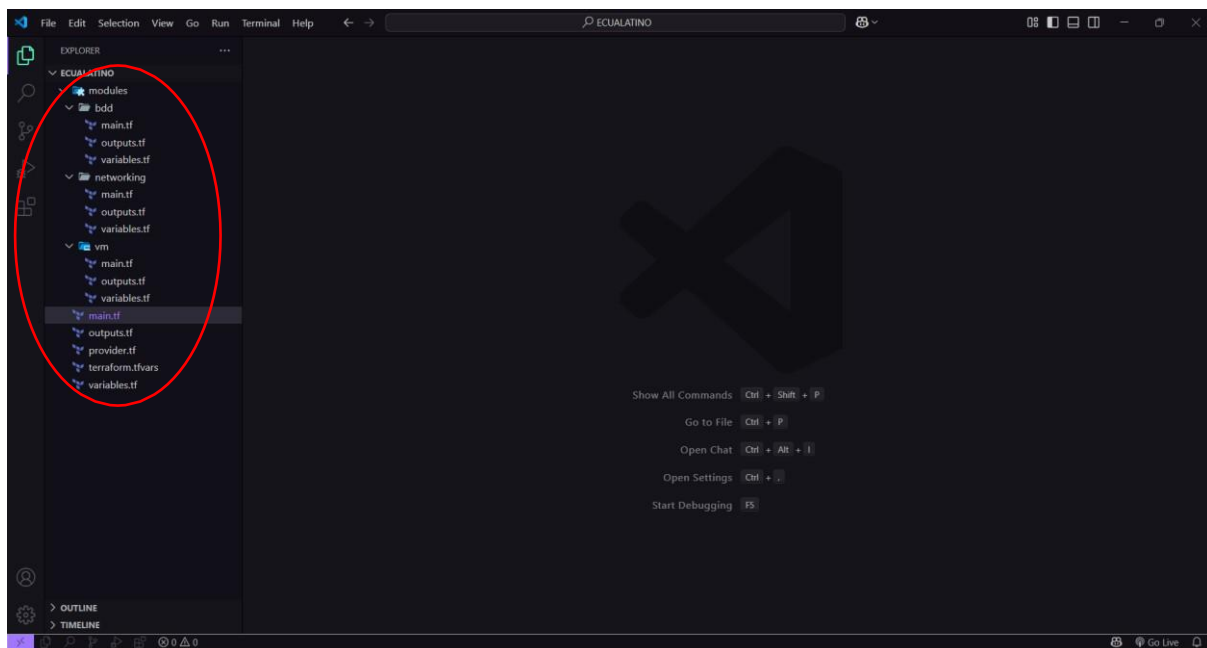 File Edit Selection View Go Run Terminal Help
ECUALATINO
EXPLORER
ECUALATINO
modules
bdd
main.tf
outputs.tf
variables.tf
networking
main.tf
outputs.tf
variables.tf
vm
main.tf
outputs.tf
variables.tf
main.tf
outputs.tf
provider.tf
terraform.tfvars
variables.tf
Show All Commands Ctrl + Shift + P
Go to File Ctrl + P
Open Chat Ctrl + Alt + I
Open Settings Ctrl + ,
Start Debugging F5
OUTLINE
TIMELINE
0 0
Go Live